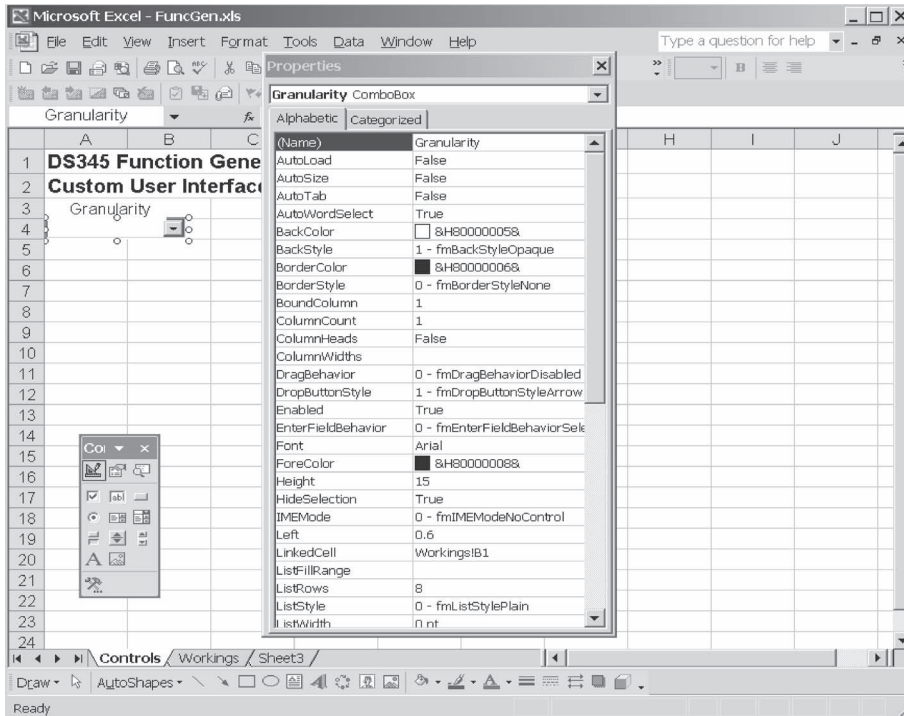 Microsoft Excel - FuncGen.xls
File Edit View Insert Format Tools Data Window Help
Type a question for help
Properties
Granularity ComboBox
Alphabetic Categorized
Granularity fx
A B C H I J
1 DS345 Function Gene
2 Custom User Interface
3 Granularity
4
5
6
7
8
9
10
11
12
13
14
15
16
17
18
19
20
21
22
23
24
(Name) Granularity
AutoLoad False
AutoSize False
AutoTab False
AutoWordSelect True
BackColor &H80000005&
BackStyle 1 - fmBackStyleOpaque
BorderColor &H80000006&
BorderStyle 0 - fmBorderStyleNone
BoundColumn 1
ColumnCount 1
ColumnHeads False
ColumnWidths
DragBehavior 0 - fmDragBehaviorDisabled
DropButtonStyle 1 - fmDropButtonStyleArrow
Enabled True
EnterFieldBehavior 0 - fmEnterFieldBehaviorSele
Font Arial
ForeColor &H80000008&
Height 15
HideSelection True
IMEMode 0 - fmIMEModeNoControl
Left 0.6
LinkedCell Workings!B1
ListFillRange
ListRows 8
ListStyle 0 - fmListStylePlain
ListWidth 0 pt
Co
ab
A
Controls Workings Sheet3
Draw AutoShapes
Ready